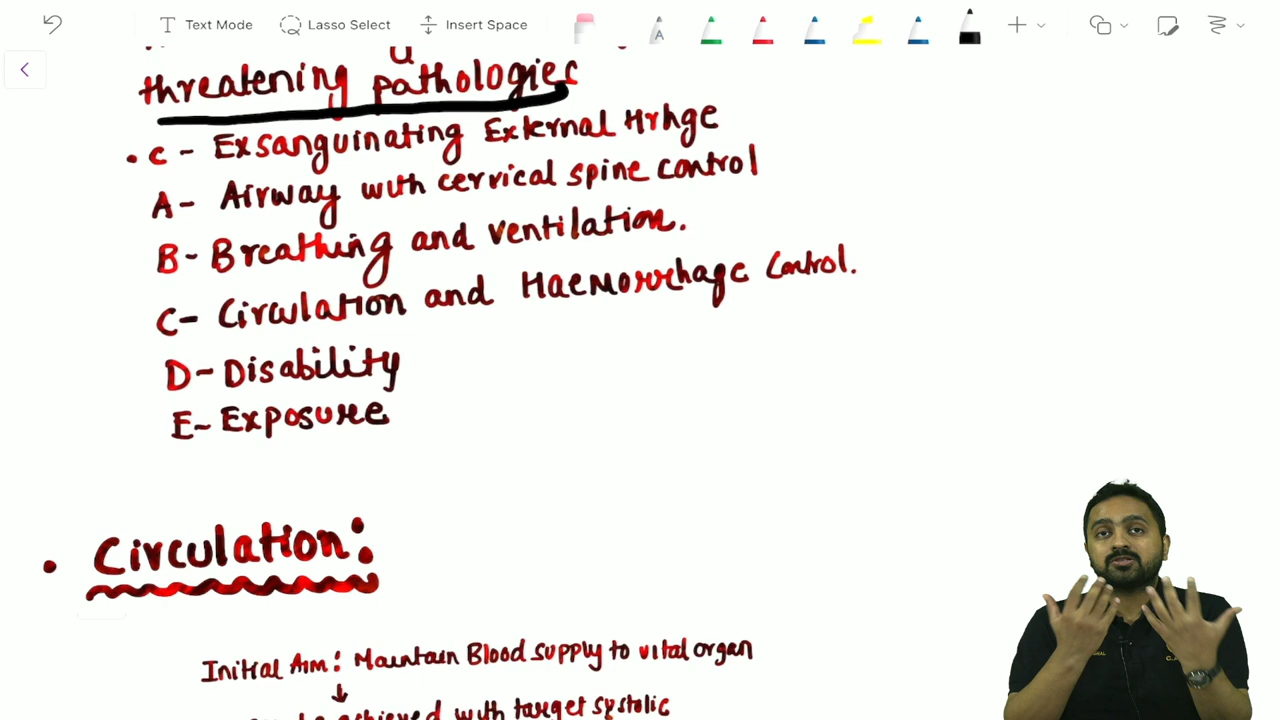 Text Mode
Lasso Select
Insert Space
threatening pathologies
• C - Exsanguinating External Hrhge
A - Airway with cervical spine control
B - Breathing and ventilation.
C - Circulation and Haemorrhage Control.
D - Disability
E - Exposure
• Circulation:
Initial Aim: Maintain Blood supply to vital organ
↓
achieved with target systolic